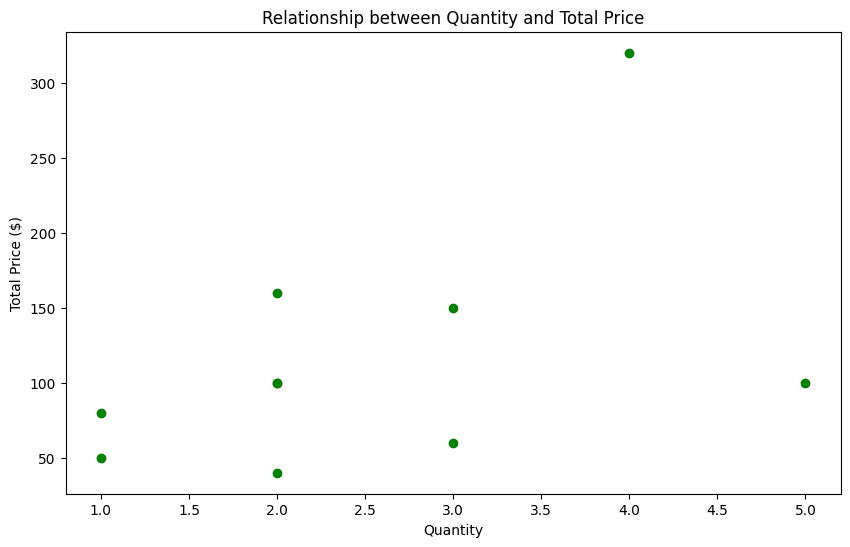 Relationship between Quantity and Total Price
Total Price ($)
300
250
200
150
100
50
1.0 1.5 2.0 2.5 3.0 3.5 4.0 4.5 5.0
Quantity